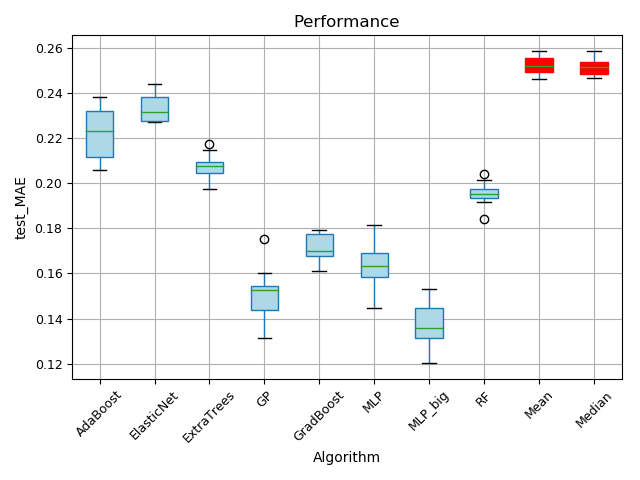 Performance
test_MAE
0.26
0.24
0.22
0.20
0.18
0.16
0.14
0.12
AdaBoost
ElasticNet
ExtraTrees
GP
GradBoost
MLP
MLP_big
RF
Mean
Median
Algorithm